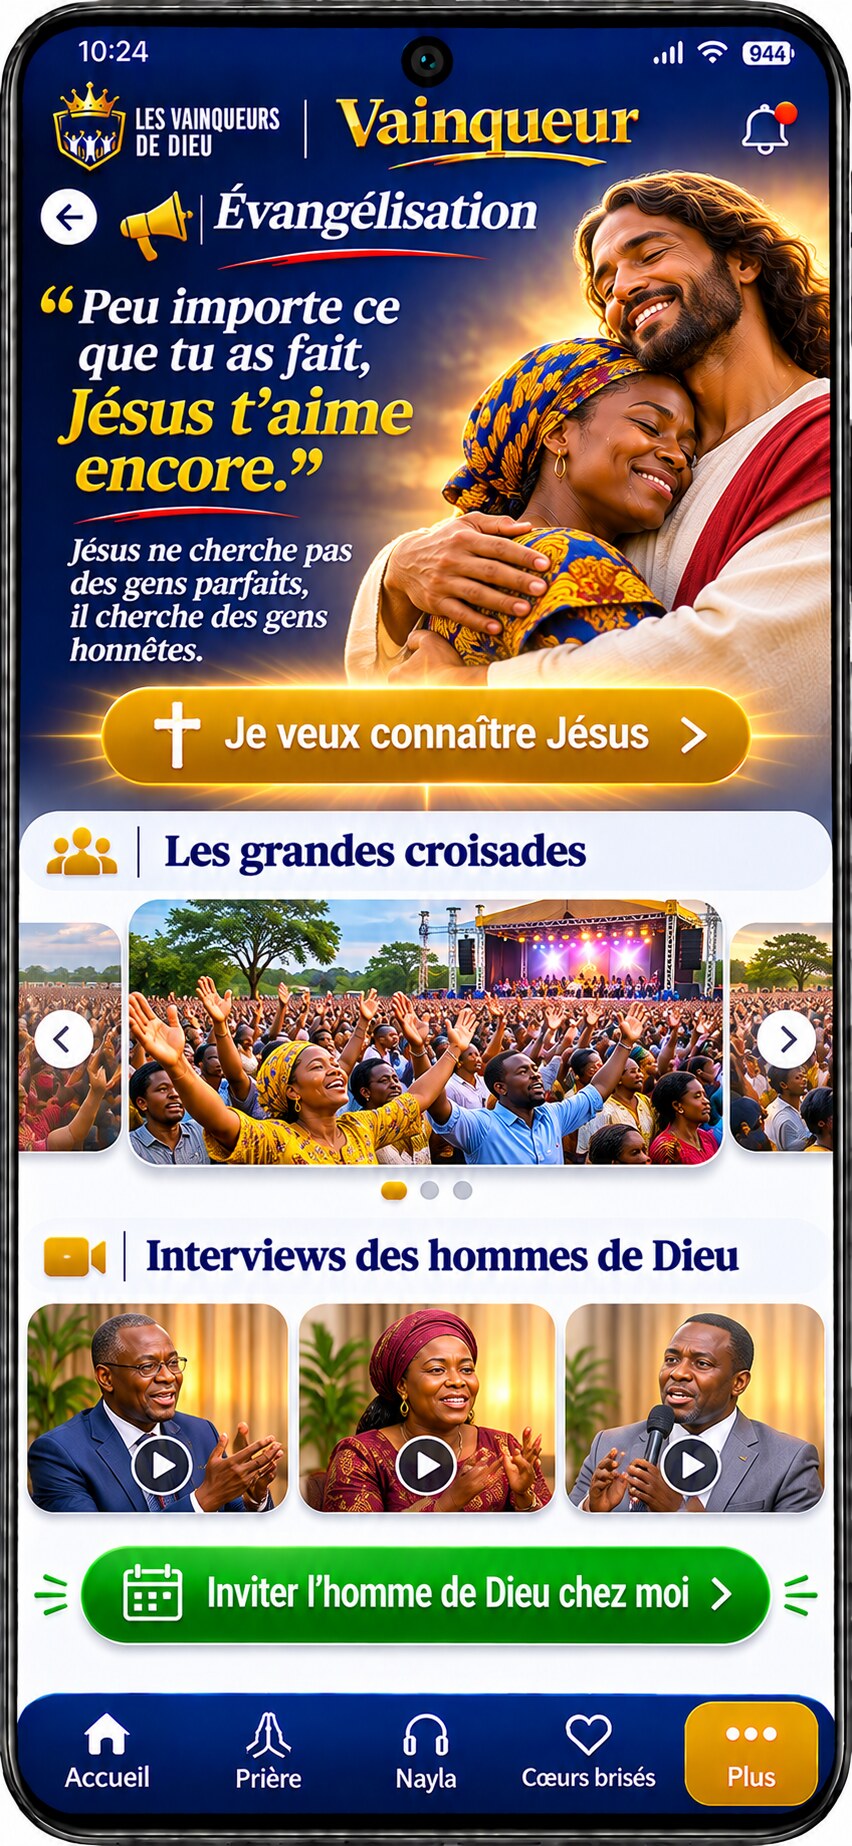 10:24
944
LES VAINQUEURS
DE DIEU
Vainqueur
Évangélisation
“Peu importe ce
que tu as fait,
Jésus t’aime
encore.”
Jésus ne cherche pas
des gens parfaits,
il cherche des gens
honnêtes.
Je veux connaître Jésus
Les grandes croisades
Interviews des hommes de Dieu
Inviter l’homme de Dieu chez moi
Accueil
Prière
Nayla
Cœurs brisés
Plus